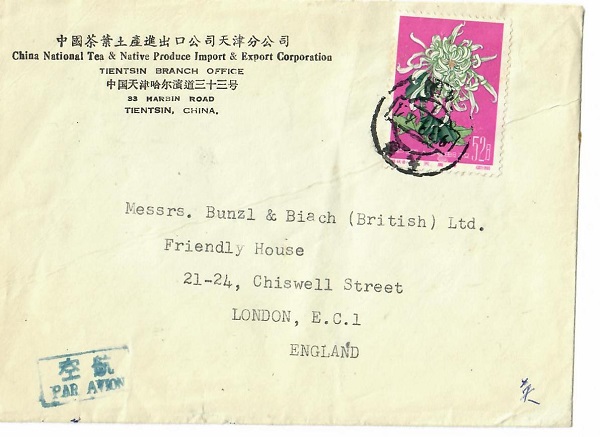 中國茶葉土產進出口公司天津分公司
China National Tea & Native Produce Import & Export Corporation
TIENTSIN BRANCH OFFICE
中国天津哈尔濱道三十三号
33 HARBIN ROAD
TIENTSIN, CHINA.
52分
Messrs. Bunzl & Biach (British) Ltd.
Friendly House
21-24, Chiswell Street
LONDON, E.C.1
ENGLAND
空航
PAR AVION
英